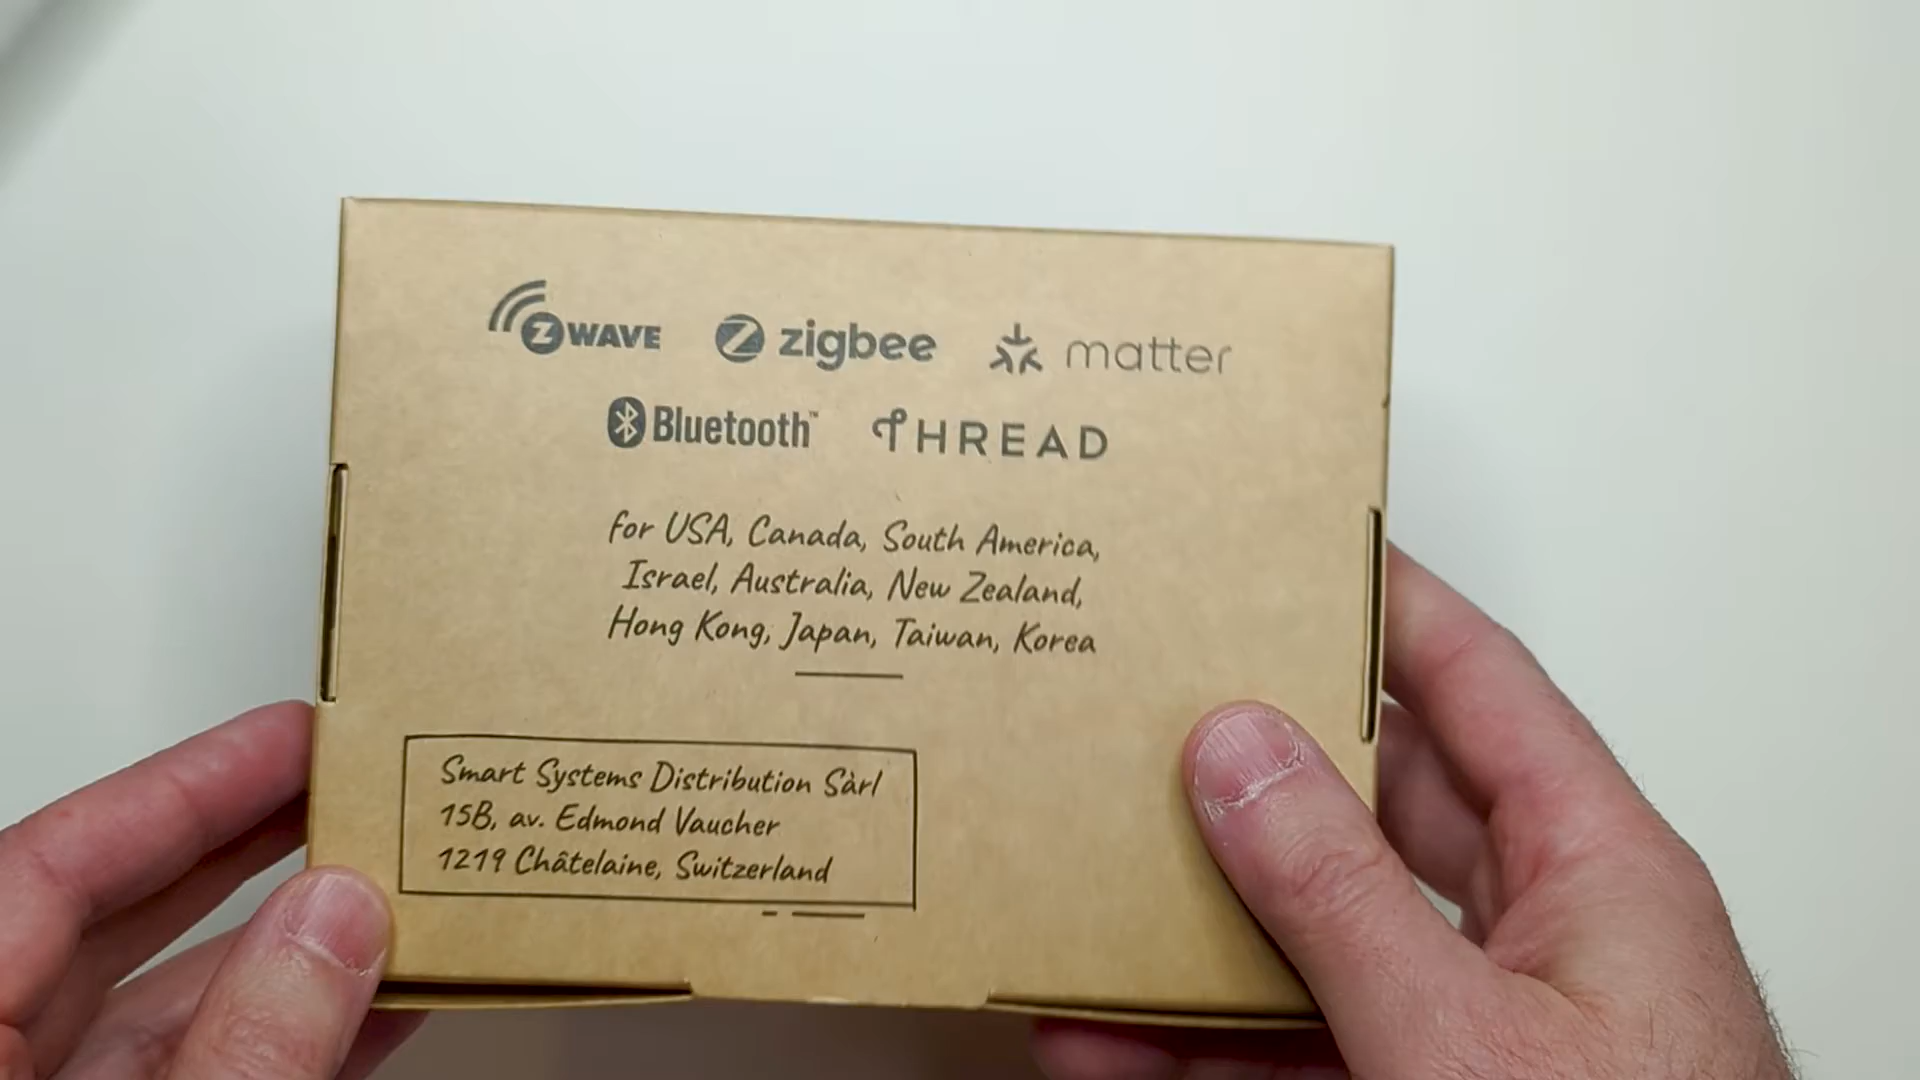 Z WAVE zigbee matter
Bluetooth™ THREAD
for USA, Canada, South America,
Israel, Australia, New Zealand,
Hong Kong, Japan, Taiwan, Korea
Smart Systems Distribution Sàrl
15B, av. Edmond Vaucher
1219 Châtelaine, Switzerland